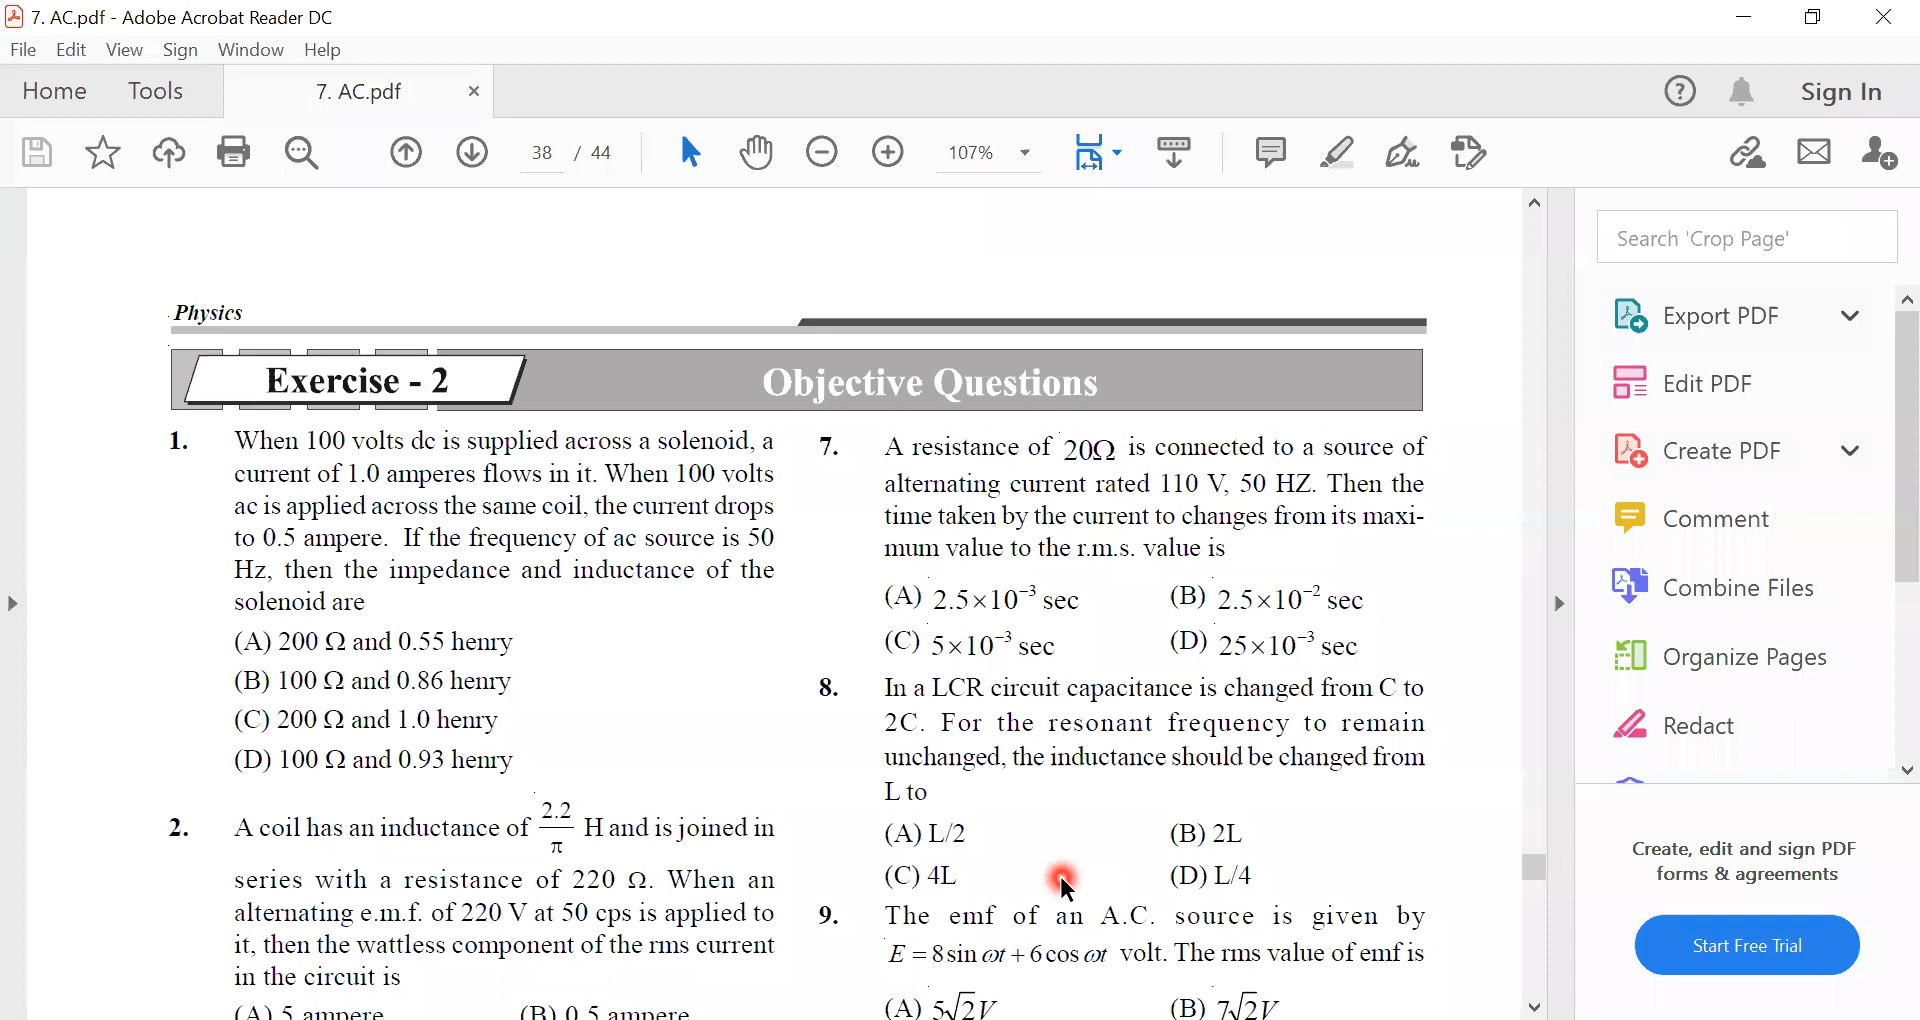 7. AC.pdf - Adobe Acrobat Reader DC
File Edit View Sign Window Help
Home Tools 7. AC.pdf × Sign In
38 / 44 107%
Physics
Exercise - 2 Objective Questions
1. When 100 volts dc is supplied across a solenoid, a
current of 1.0 amperes flows in it. When 100 volts
ac is applied across the same coil, the current drops
to 0.5 ampere. If the frequency of ac source is 50
Hz, then the impedance and inductance of the
solenoid are
(A) 200 Ω and 0.55 henry
(B) 100 Ω and 0.86 henry
(C) 200 Ω and 1.0 henry
(D) 100 Ω and 0.93 henry
2. A coil has an inductance of 2.2/π H and is joined in
series with a resistance of 220 Ω. When an
alternating e.m.f. of 220 V at 50 cps is applied to
it, then the wattless component of the rms current
in the circuit is
(A) 5 ampere (B) 0.5 ampere
7. A resistance of 20Ω is connected to a source of
alternating current rated 110 V, 50 HZ. Then the
time taken by the current to changes from its maxi-
mum value to the r.m.s. value is
(A) 2.5×10⁻³ sec (B) 2.5×10⁻² sec
(C) 5×10⁻³ sec (D) 25×10⁻³ sec
8. In a LCR circuit capacitance is changed from C to
2C. For the resonant frequency to remain
unchanged, the inductance should be changed from
L to
(A) L/2 (B) 2L
(C) 4L (D) L/4
9. The emf of an A.C. source is given by
E = 8 sin ωt + 6 cos ωt volt. The rms value of emf is
(A) 5√2V (B) 7√2V
Search 'Crop Page'
Export PDF
Edit PDF
Create PDF
Comment
Combine Files
Organize Pages
Redact
Create, edit and sign PDF
forms & agreements
Start Free Trial